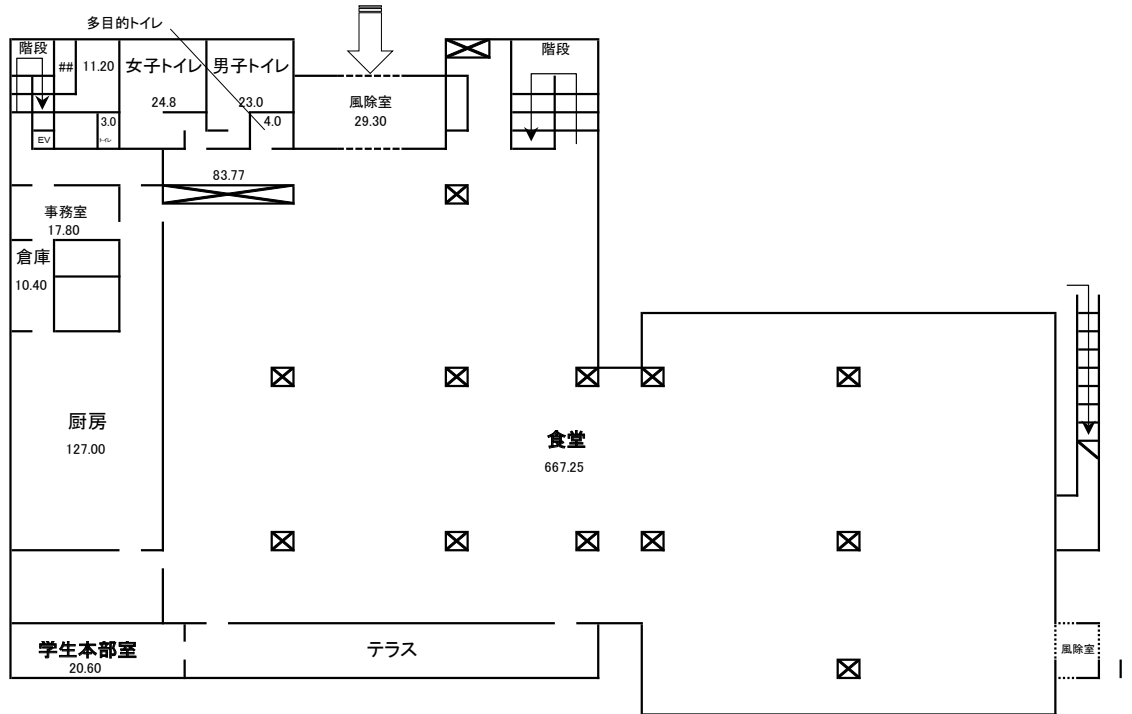 多目的トイレ
階段
##
11.20
女子トイレ
男子トイレ
階段
24.8
23.0
風除室
29.30
3.0
トイレ
4.0
EV
83.77
事務室
17.80
倉庫
10.40
厨房
127.00
食堂
667.25
学生本部室
20.60
テラス
風除室